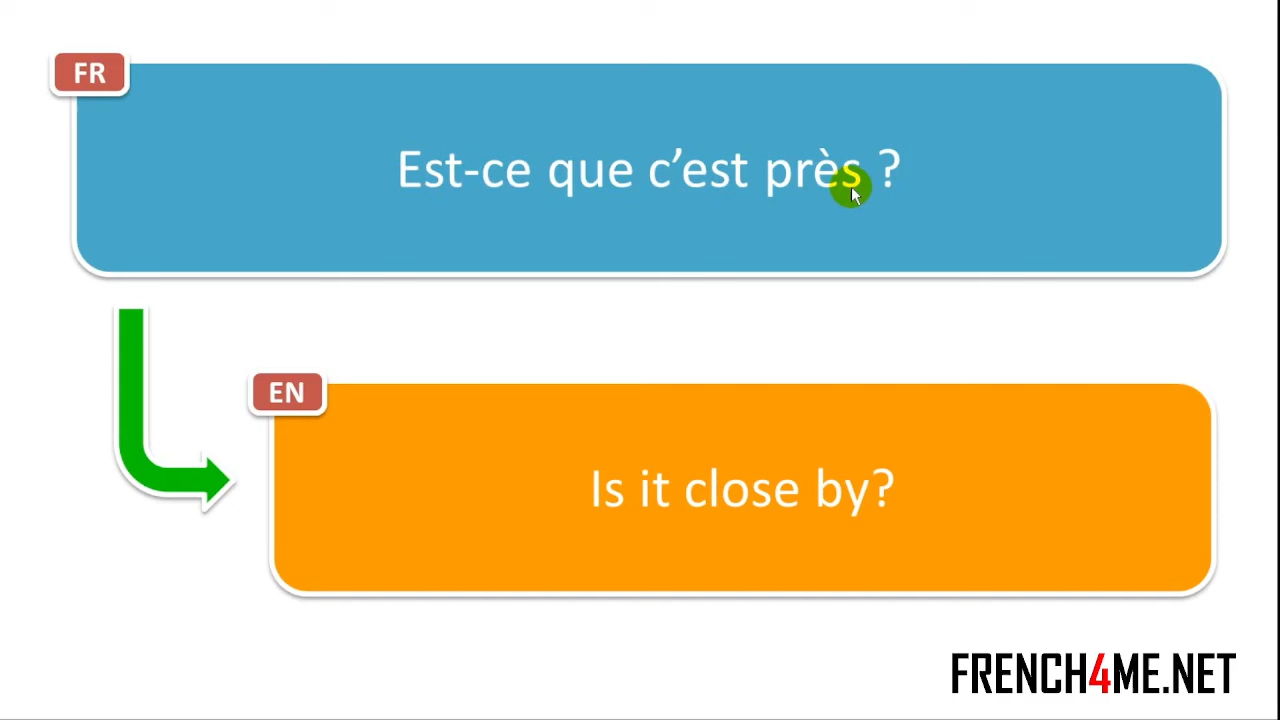 FR
Est-ce que c’est près ?
EN
Is it close by?
FRENCH4ME.NET